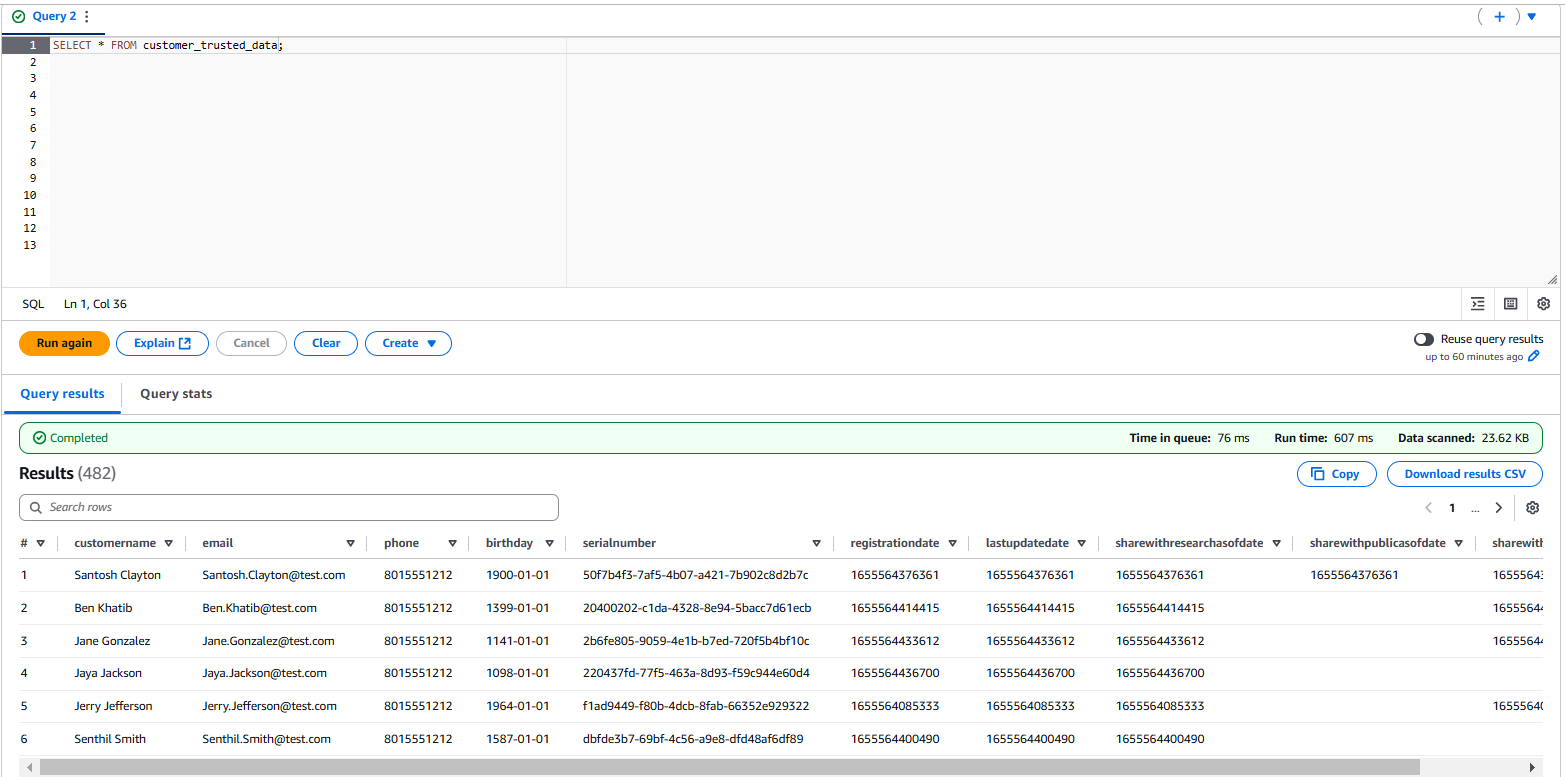 Query 2
1 SELECT * FROM customer_trusted_data;
2
3
4
5
6
7
8
9
10
11
12
13
SQL Ln 1, Col 36
Run again Explain Cancel Clear Create Reuse query results
up to 60 minutes ago
Query results Query stats
Completed Time in queue: 76 ms Run time: 607 ms Data scanned: 23.62 KB
Results (482) Copy Download results CSV
Search rows 1 ...
# customername email phone birthday serialnumber registrationdate lastupdatedate sharewithresearchasofdate sharewithpublicasofdate sharewith
1 Santosh Clayton Santosh.Clayton@test.com 8015551212 1900-01-01 50f7b4f3-7af5-4b07-a421-7b902c8d2b7c 1655564376361 1655564376361 1655564376361 1655564376361 16555643
2 Ben Khatib Ben.Khatib@test.com 8015551212 1399-01-01 20400202-c1da-4328-8e94-5bacc7d61ecb 1655564414415 1655564414415 1655564414415 16555644
3 Jane Gonzalez Jane.Gonzalez@test.com 8015551212 1141-01-01 2b6fe805-9059-4e1b-b7ed-720f5b4bf10c 1655564433612 1655564433612 1655564433612 16555644
4 Jaya Jackson Jaya.Jackson@test.com 8015551212 1098-01-01 220437fd-77f5-463a-8d93-f59c944e60d4 1655564436700 1655564436700 1655564436700
5 Jerry Jefferson Jerry.Jefferson@test.com 8015551212 1964-01-01 f1ad9449-f80b-4dcb-8fab-66352e929322 1655564085333 1655564085333 1655564085333 16555640
6 Senthil Smith Senthil.Smith@test.com 8015551212 1587-01-01 dbfde3b7-69bf-4c56-a9e8-dfd48af6df89 1655564400490 1655564400490 1655564400490